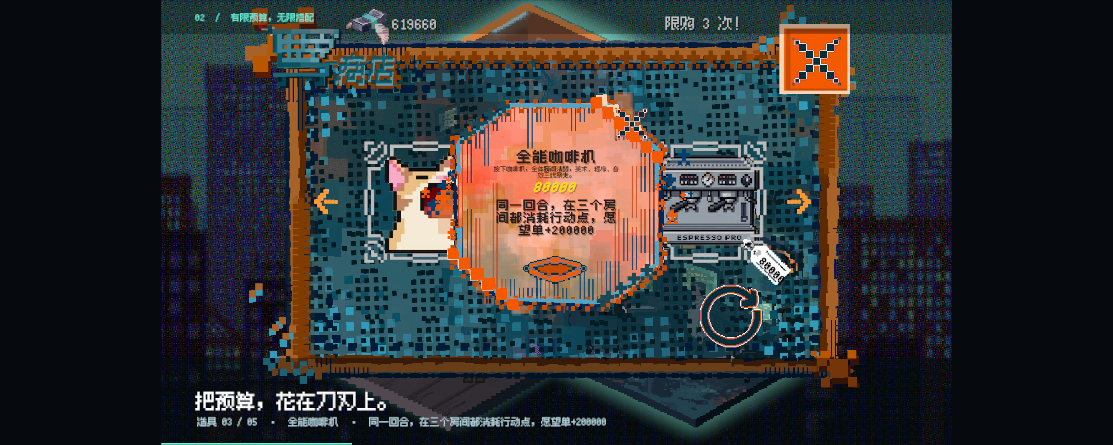 02 / 有限预算，无限搭配
619660
限购 3 次！
商店
全能咖啡机
80000
同一回合，在三个房
间都消耗行动点，愿
望单+200000
ESPRESSO PRO
80000
把预算，花在刀刃上。
道具 03 / 05 · 全能咖啡机 · 同一回合，在三个房间都消耗行动点，愿望单+200000